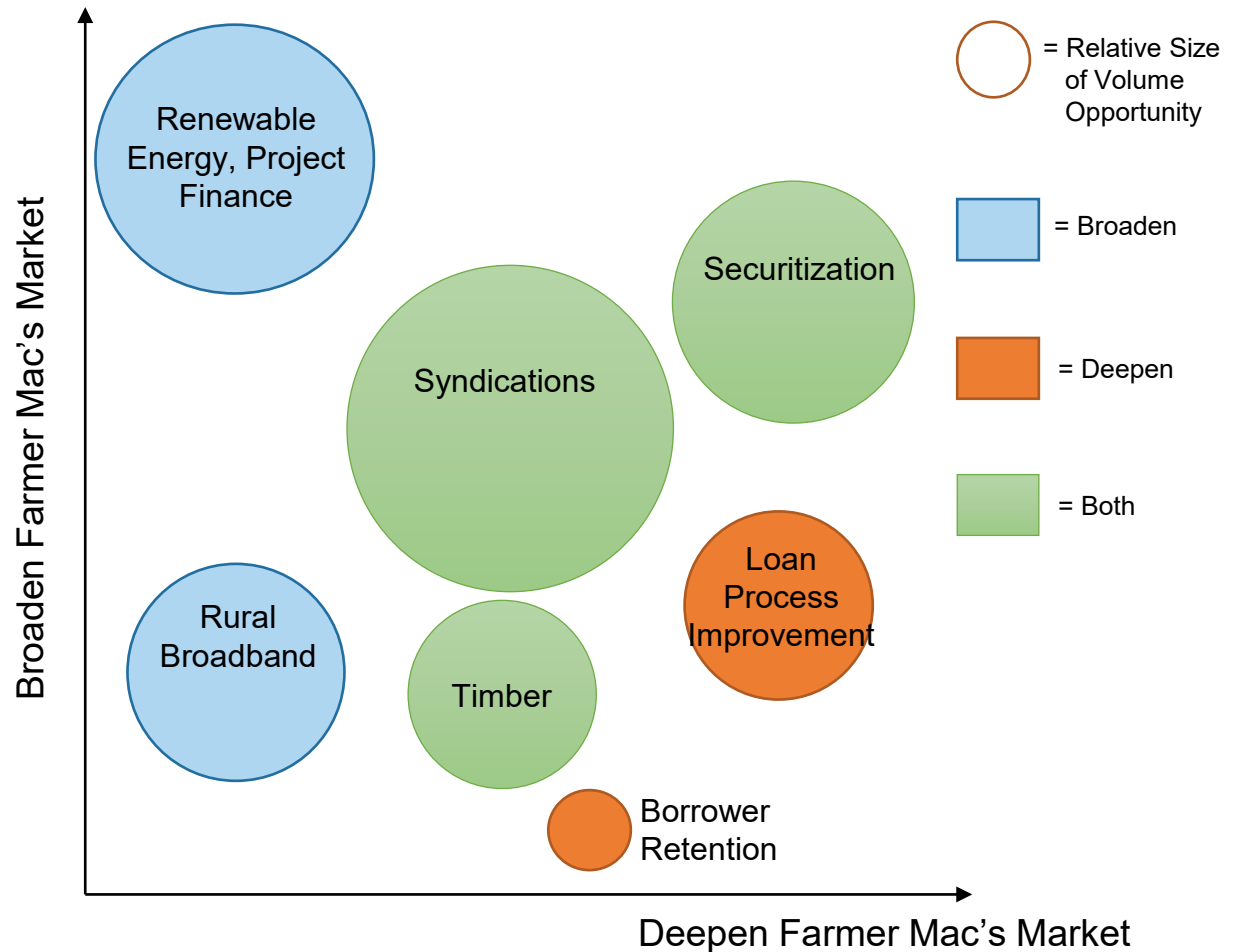 = Relative Size
of Volume
Opportunity
Renewable
Energy, Project
Finance
= Broaden
Securitization
Syndications
= Deepen
= Both
Loan
Process
Improvement
Rural
Broadband
Timber
Borrower
Retention
Broaden Farmer Mac’s Market
Deepen Farmer Mac’s Market